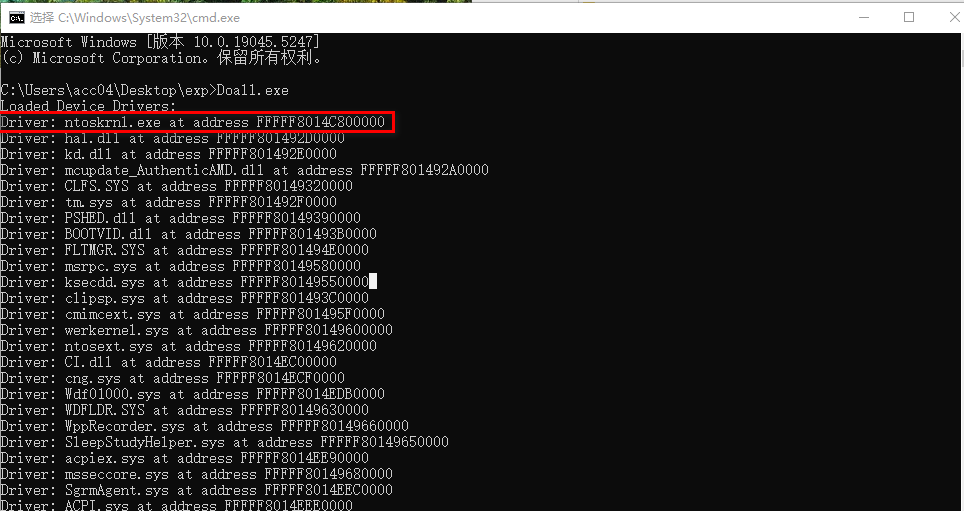 选择 C:\Windows\System32\cmd.exe
Microsoft Windows [版本 10.0.19045.5247]
(c) Microsoft Corporation。保留所有权利。
C:\Users\acc04\Desktop\exp>Doall.exe
Loaded Device Drivers:
Driver: ntoskrnl.exe at address FFFFF8014C800000
Driver: hal.dll at address FFFFF801492D0000
Driver: kd.dll at address FFFFF801492E0000
Driver: mcupdate_AuthenticAMD.dll at address FFFFF801492A0000
Driver: CLFS.SYS at address FFFFF80149320000
Driver: tm.sys at address FFFFF801492F0000
Driver: PSHED.dll at address FFFFF80149390000
Driver: BOOTVID.dll at address FFFFF801493B0000
Driver: FLTMGR.SYS at address FFFFF801494E0000
Driver: msrpc.sys at address FFFFF80149580000
Driver: ksecdd.sys at address FFFFF80149550000
Driver: clipsp.sys at address FFFFF801493C0000
Driver: cmimcext.sys at address FFFFF801495F0000
Driver: werkernel.sys at address FFFFF80149600000
Driver: ntosext.sys at address FFFFF80149620000
Driver: CI.dll at address FFFFF8014EC00000
Driver: cng.sys at address FFFFF8014ECF0000
Driver: Wdf01000.sys at address FFFFF8014EDB0000
Driver: WDFLDR.SYS at address FFFFF80149630000
Driver: WppRecorder.sys at address FFFFF80149660000
Driver: SleepStudyHelper.sys at address FFFFF80149650000
Driver: acpiex.sys at address FFFFF8014EE90000
Driver: msseccore.sys at address FFFFF80149680000
Driver: SgrmAgent.sys at address FFFFF8014EEC0000
Driver: ACPI.sys at address FFFFF8014EEE0000